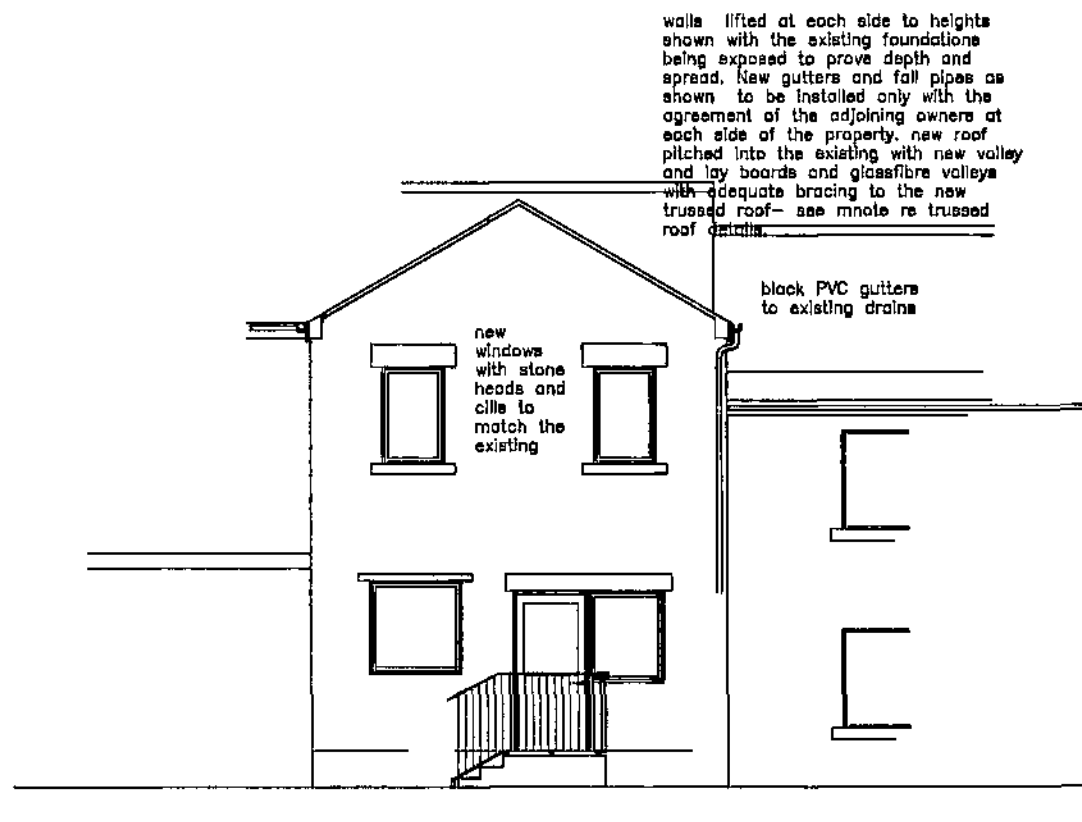 walls lifted at each side to heights
shown with the existing foundations
being exposed to prove depth and
spread. New gutters and fall pipes as
shown to be installed only with the
agreement of the adjoining owners at
each side of the property. new roof
pitched into the existing with new valley
and lay boards and glassfibre valleys
with adequate bracing to the new
trussed roof- see mnote re trussed
roof details.
black PVC gutters
to existing drains
new
windows
with stone
heads and
cills to
match the
existing